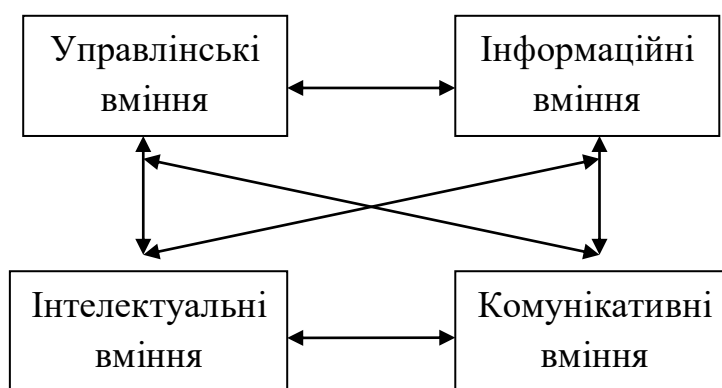 Управлінські
вміння
Інформаційні
вміння
Інтелектуальні
вміння
Комунікативні
вміння